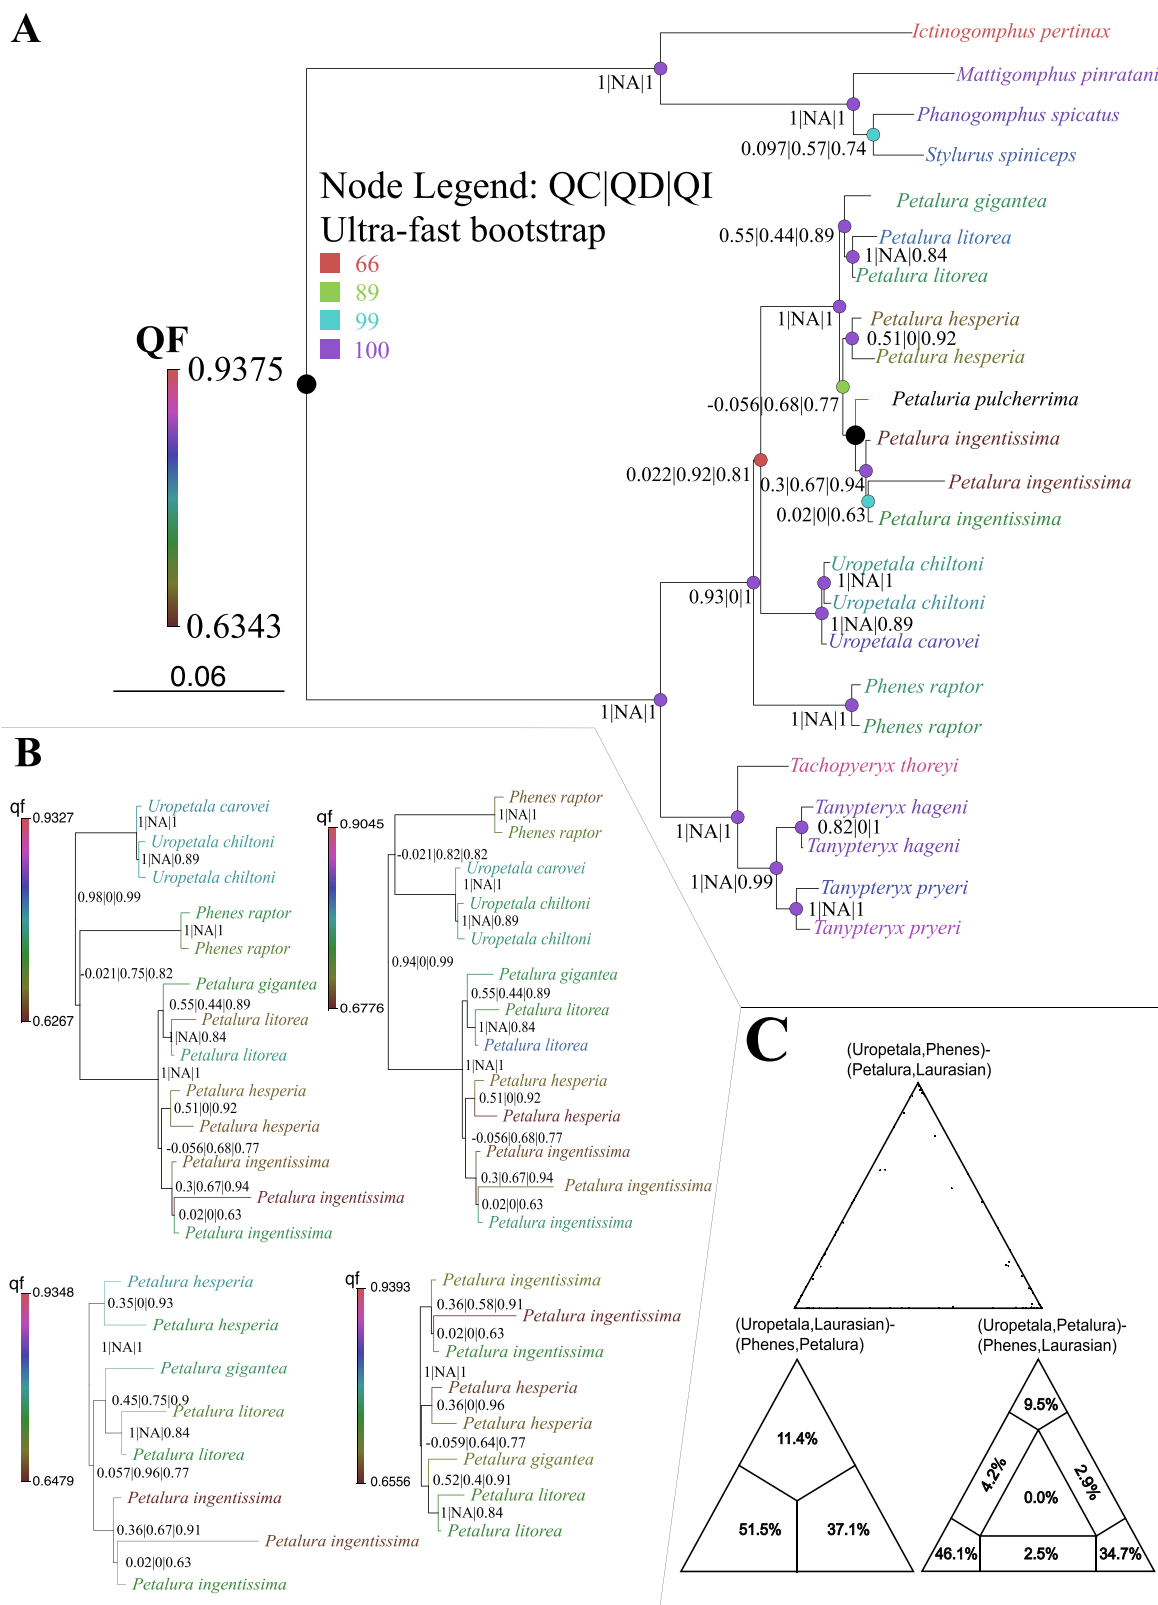 A
Ictinogomphus pertinax
1|NA|1
Mattigomphus pinratani
1|NA|1
Phanogomphus spicatus
0.097|0.57|0.74
Stylurus spiniceps
Node Legend: QC|QD|QI
Ultra-fast bootstrap
66
89
99
100
QF
0.9375
0.6343
0.06
Petalura gigantea
0.55|0.44|0.89
Petalura litorea
1|NA|0.84
Petalura litorea
1|NA|1
Petalura hesperia
0.51|0|0.92
Petalura hesperia
-0.056|0.68|0.77
Petaluria pulcherrima
Petalura ingentissima
0.022|0.92|0.81
0.3|0.67|0.94
Petalura ingentissima
0.02|0|0.63
Petalura ingentissima
Uropetala chiltoni
1|NA|1
0.93|0|1
Uropetala chiltoni
1|NA|0.89
Uropetala carovei
Phenes raptor
1|NA|1
1|NA|1
Phenes raptor
Tachopyeryx thoreyi
Tanypteryx hageni
1|NA|1
0.82|0|1
Tanypteryx hageni
1|NA|0.99
Tanypteryx pryeri
1|NA|1
Tanypteryx pryeri
B
qf
0.9327
0.6267
Uropetala carovei
1|NA|1
Uropetala chiltoni
1|NA|0.89
Uropetala chiltoni
0.98|0|0.99
Phenes raptor
1|NA|1
Phenes raptor
-0.021|0.75|0.82
Petalura gigantea
0.55|0.44|0.89
Petalura litorea
1|NA|0.84
Petalura litorea
1|NA|1
Petalura hesperia
0.51|0|0.92
Petalura hesperia
-0.056|0.68|0.77
Petalura ingentissima
0.3|0.67|0.94
Petalura ingentissima
0.02|0|0.63
Petalura ingentissima
qf
0.9045
0.6776
Phenes raptor
1|NA|1
Phenes raptor
-0.021|0.82|0.82
Uropetala carovei
1|NA|1
Uropetala chiltoni
1|NA|0.89
Uropetala chiltoni
0.94|0|0.99
Petalura gigantea
0.55|0.44|0.89
Petalura litorea
1|NA|0.84
Petalura litorea
1|NA|1
Petalura hesperia
0.51|0|0.92
Petalura hesperia
-0.056|0.68|0.77
Petalura ingentissima
0.3|0.67|0.94
Petalura ingentissima
0.02|0|0.63
Petalura ingentissima
qf
0.9348
0.6479
Petalura hesperia
0.35|0|0.93
Petalura hesperia
1|NA|1
Petalura gigantea
0.45|0.75|0.9
Petalura litorea
1|NA|0.84
Petalura litorea
0.057|0.96|0.77
Petalura ingentissima
0.36|0.67|0.91
Petalura ingentissima
0.02|0|0.63
Petalura ingentissima
qf
0.9393
0.6556
Petalura ingentissima
0.36|0.58|0.91
Petalura ingentissima
0.02|0|0.63
Petalura ingentissima
1|NA|1
Petalura hesperia
0.36|0|0.96
Petalura hesperia
-0.059|0.64|0.77
Petalura gigantea
0.52|0.4|0.91
Petalura litorea
1|NA|0.84
Petalura litorea
C
(Uropetala,Phenes)-
(Petalura,Laurasian)
(Uropetala,Laurasian)-
(Phenes,Petalura)
(Uropetala,Petalura)-
(Phenes,Laurasian)
11.4%
51.5%
37.1%
9.5%
4.2%
2.9%
0.0%
46.1%
2.5%
34.7%